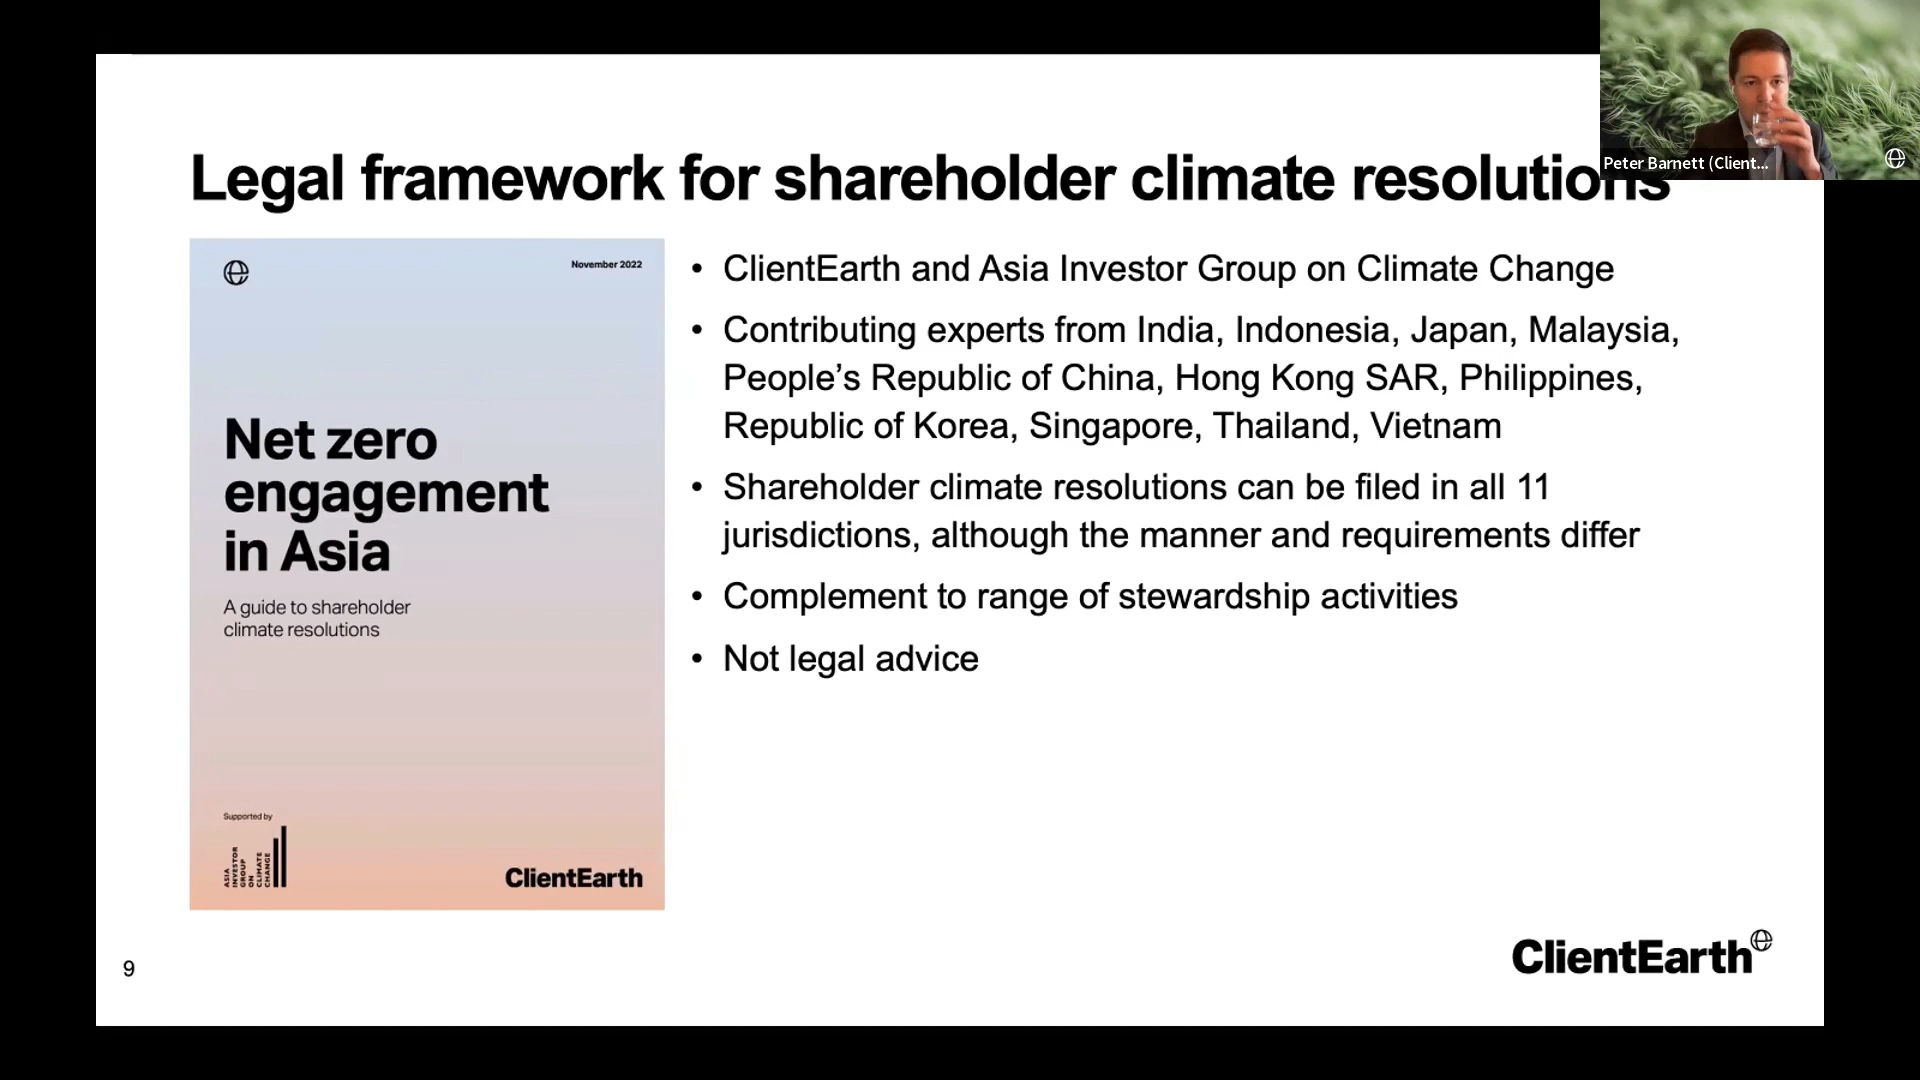 Peter Barnett (Client...
Legal framework for shareholder climate resolutions
November 2022
Net zero
engagement
in Asia
A guide to shareholder
climate resolutions
Supported by
ASIA
INVESTOR
GROUP
ON
CLIMATE
CHANGE
ClientEarth
• ClientEarth and Asia Investor Group on Climate Change
• Contributing experts from India, Indonesia, Japan, Malaysia,
People’s Republic of China, Hong Kong SAR, Philippines,
Republic of Korea, Singapore, Thailand, Vietnam
• Shareholder climate resolutions can be filed in all 11
jurisdictions, although the manner and requirements differ
• Complement to range of stewardship activities
• Not legal advice
9
ClientEarth